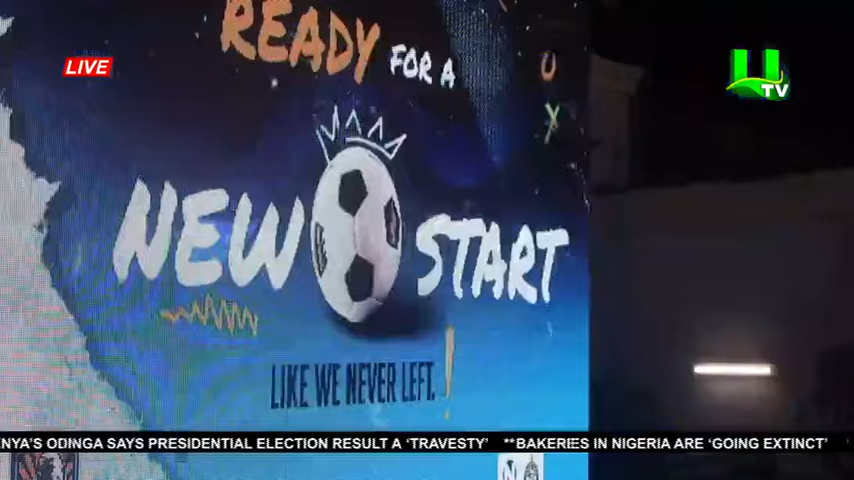 READY FOR A
LIVE
U
TV
U
X
NEW START
LIKE WE NEVER LEFT.!
NYA'S ODINGA SAYS PRESIDENTIAL ELECTION RESULT A 'TRAVESTY' **BAKERIES IN NIGERIA ARE 'GOING EXTINCT'
N